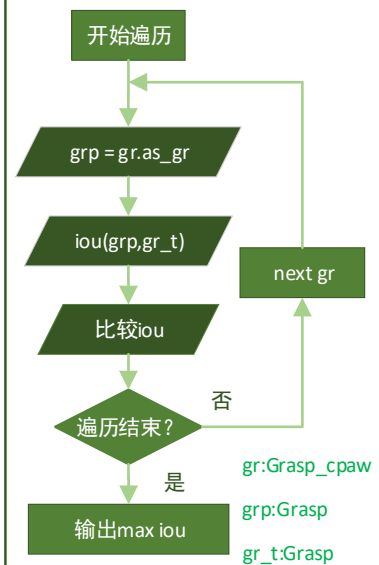 开始遍历
grp = gr.as_gr
iou(grp,gr_t)
next gr
比较iou
遍历结束？
否
是
输出max iou
gr:Grasp_cpaw
grp:Grasp
gr_t:Grasp